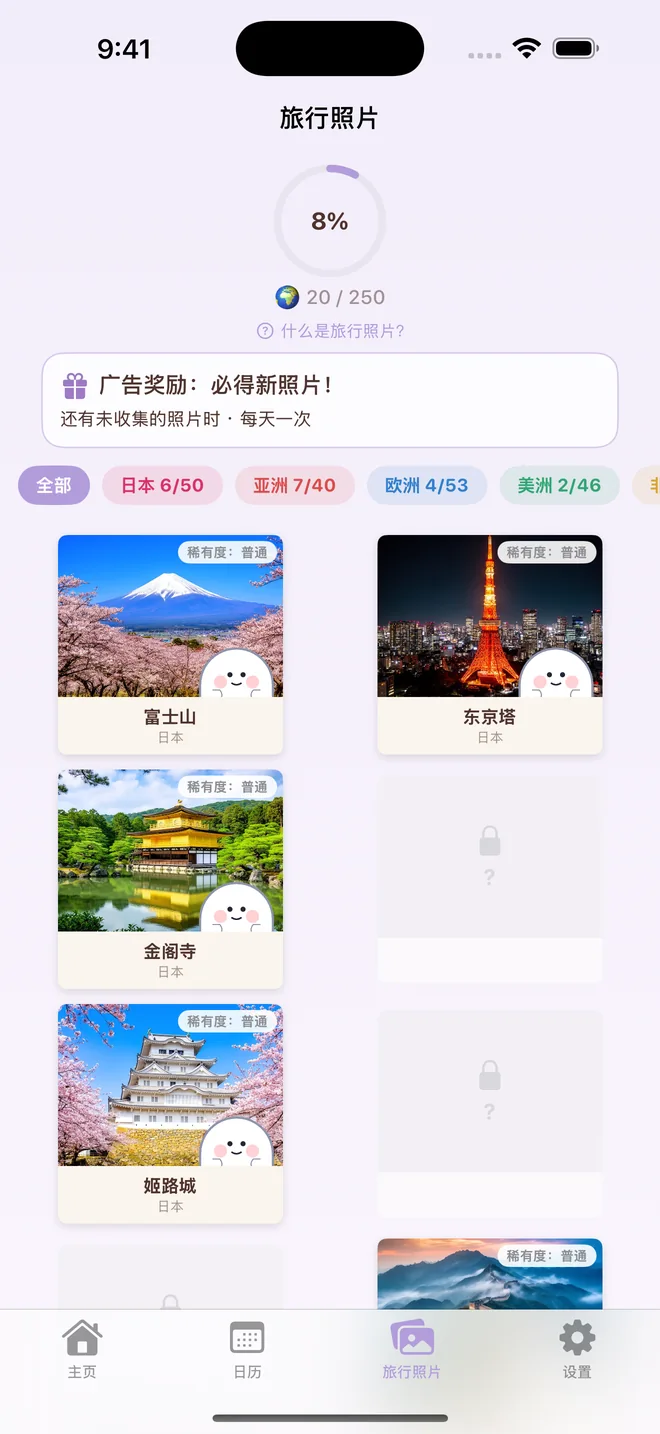 9:41
旅行照片
8%
20 / 250
? 什么是旅行照片?
广告奖励：必得新照片！
还有未收集的照片时 · 每天一次
全部 日本 6/50 亚洲 7/40 欧洲 4/53 美洲 2/46
稀有度：普通 稀有度：普通
富士山 东京塔
日本 日本
稀有度：普通
?
金阁寺
日本
稀有度：普通
?
姬路城
日本
稀有度：普通
主页 日历 旅行照片 设置